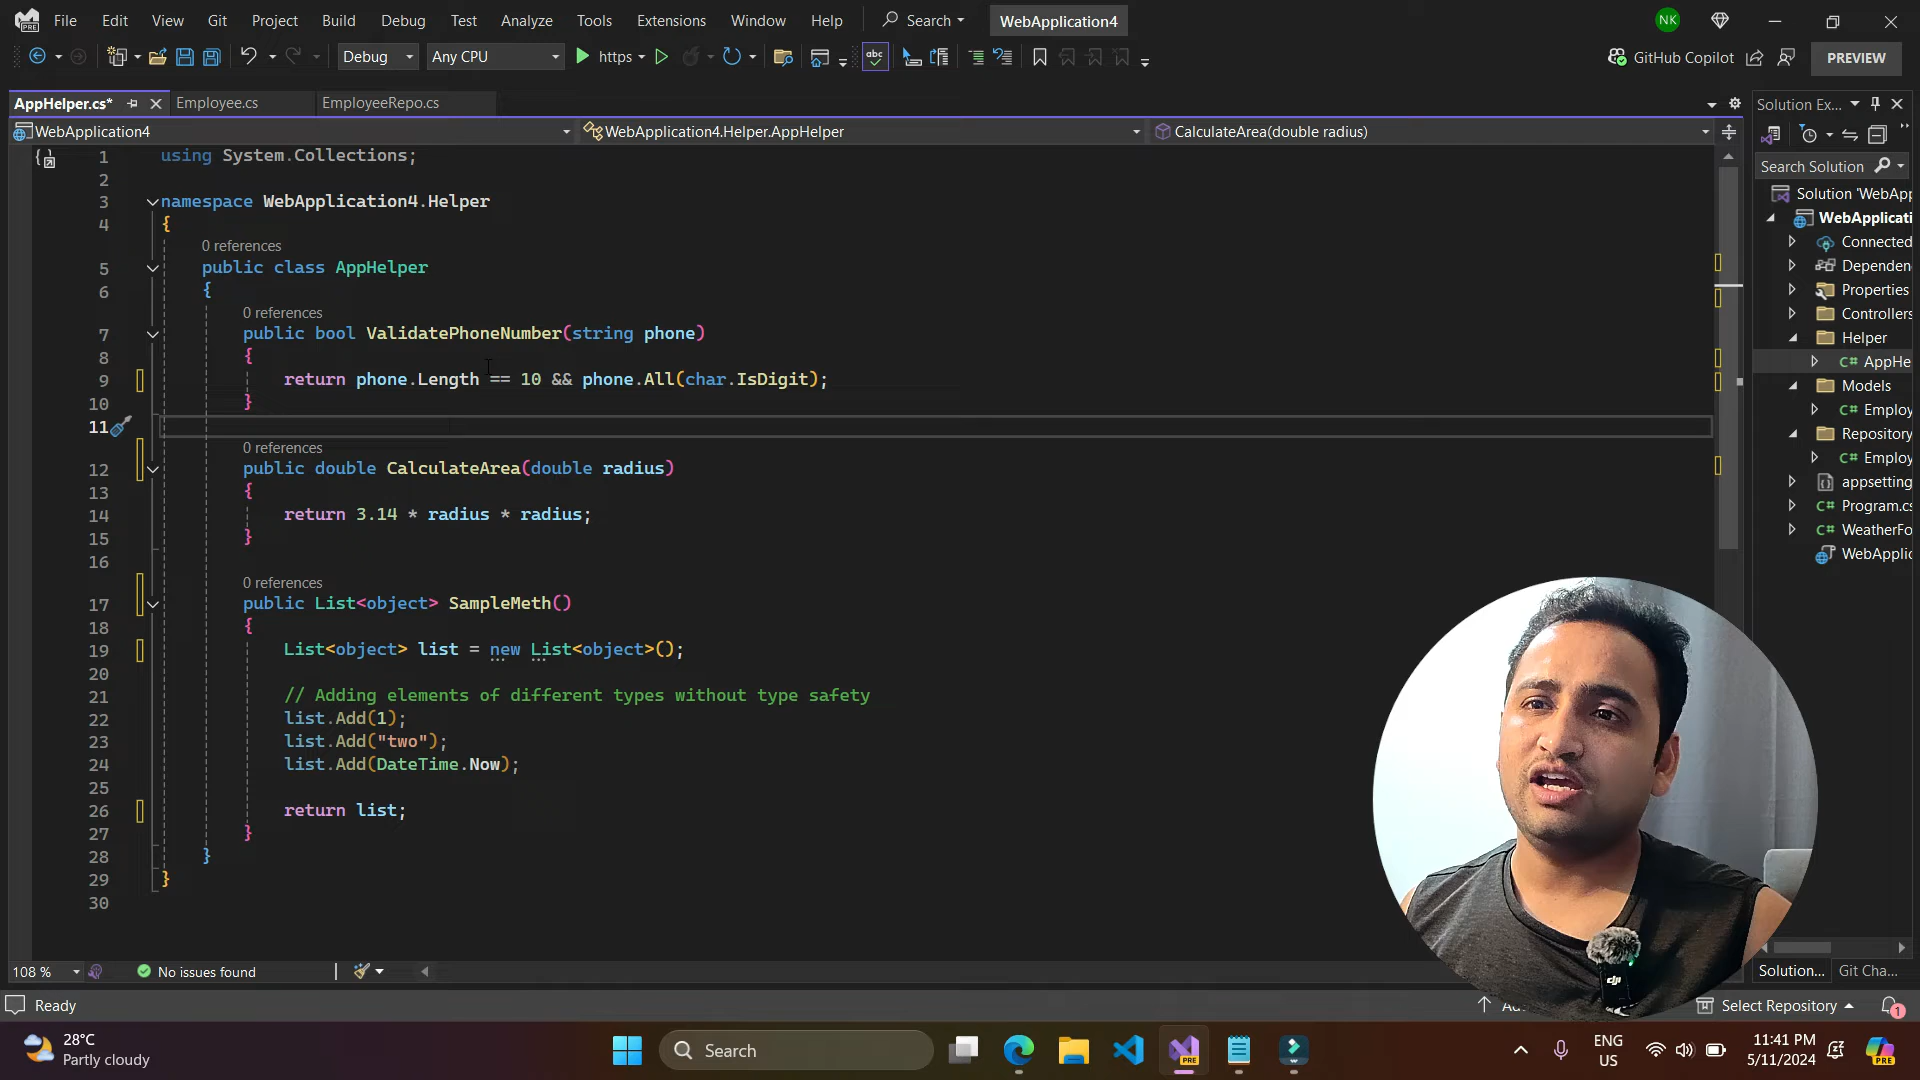 File Edit View Git Project Build Debug Test Analyze Tools Extensions Window Help Search WebApplication4 NK
Debug Any CPU https abc GitHub Copilot PREVIEW
AppHelper.cs* Employee.cs EmployeeRepo.cs
WebApplication4 WebApplication4.Helper.AppHelper CalculateArea(double radius)
1 using System.Collections;
2
3 namespace WebApplication4.Helper
4 {
0 references
5 public class AppHelper
6 {
0 references
7 public bool ValidatePhoneNumber(string phone)
8 {
9 return phone.Length == 10 && phone.All(char.IsDigit);
10 }
11
0 references
12 public double CalculateArea(double radius)
13 {
14 return 3.14 * radius * radius;
15 }
16
0 references
17 public List<object> SampleMeth()
18 {
19 List<object> list = new List<object>();
20
21 // Adding elements of different types without type safety
22 list.Add(1);
23 list.Add("two");
24 list.Add(DateTime.Now);
25
26 return list;
27 }
28 }
29 }
30
108 % No issues found
Ready
Solution Ex...
Search Solution
Solution 'WebApp
WebApplicati
Connected
Dependen
Properties
Controllers
Helper
C# AppHe
Models
C# Employ
Repository
C# Employ
appsetting
C# Program.cs
C# WeatherFo
WebApplic
Solution... Git Cha...
Select Repository 1
dji
28°C
Partly cloudy
Search
PRE
ENG
US
11:41 PM
5/11/2024
PRE